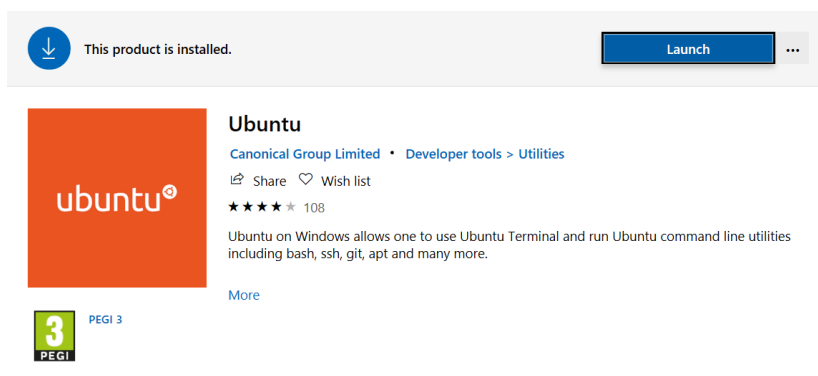 This product is installed.
Launch
...
Ubuntu
Canonical Group Limited • Developer tools > Utilities
Share Wish list
★★★★★ 108
ubuntu
Ubuntu on Windows allows one to use Ubuntu Terminal and run Ubuntu command line utilities
including bash, ssh, git, apt and many more.
More
3
PEGI
PEGI 3